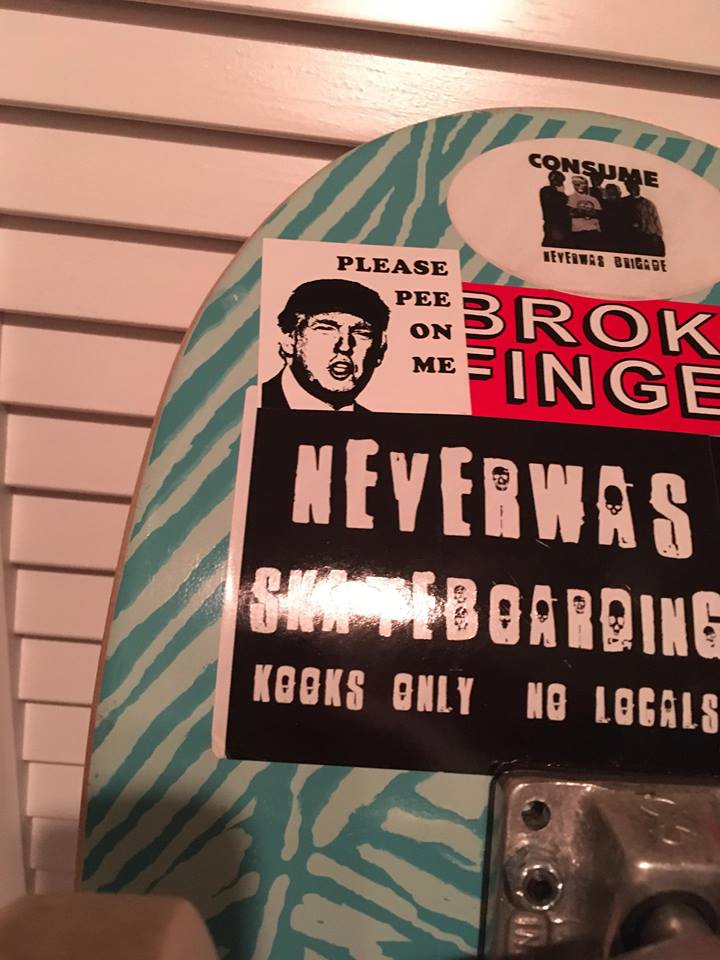 CONSUME
NEVERWAS BRIGADE
PLEASE
PEE
ON
ME
BROK
FINGE
NEVERWAS
SKATEBOARDING
KOOKS ONLY NO LOCALS